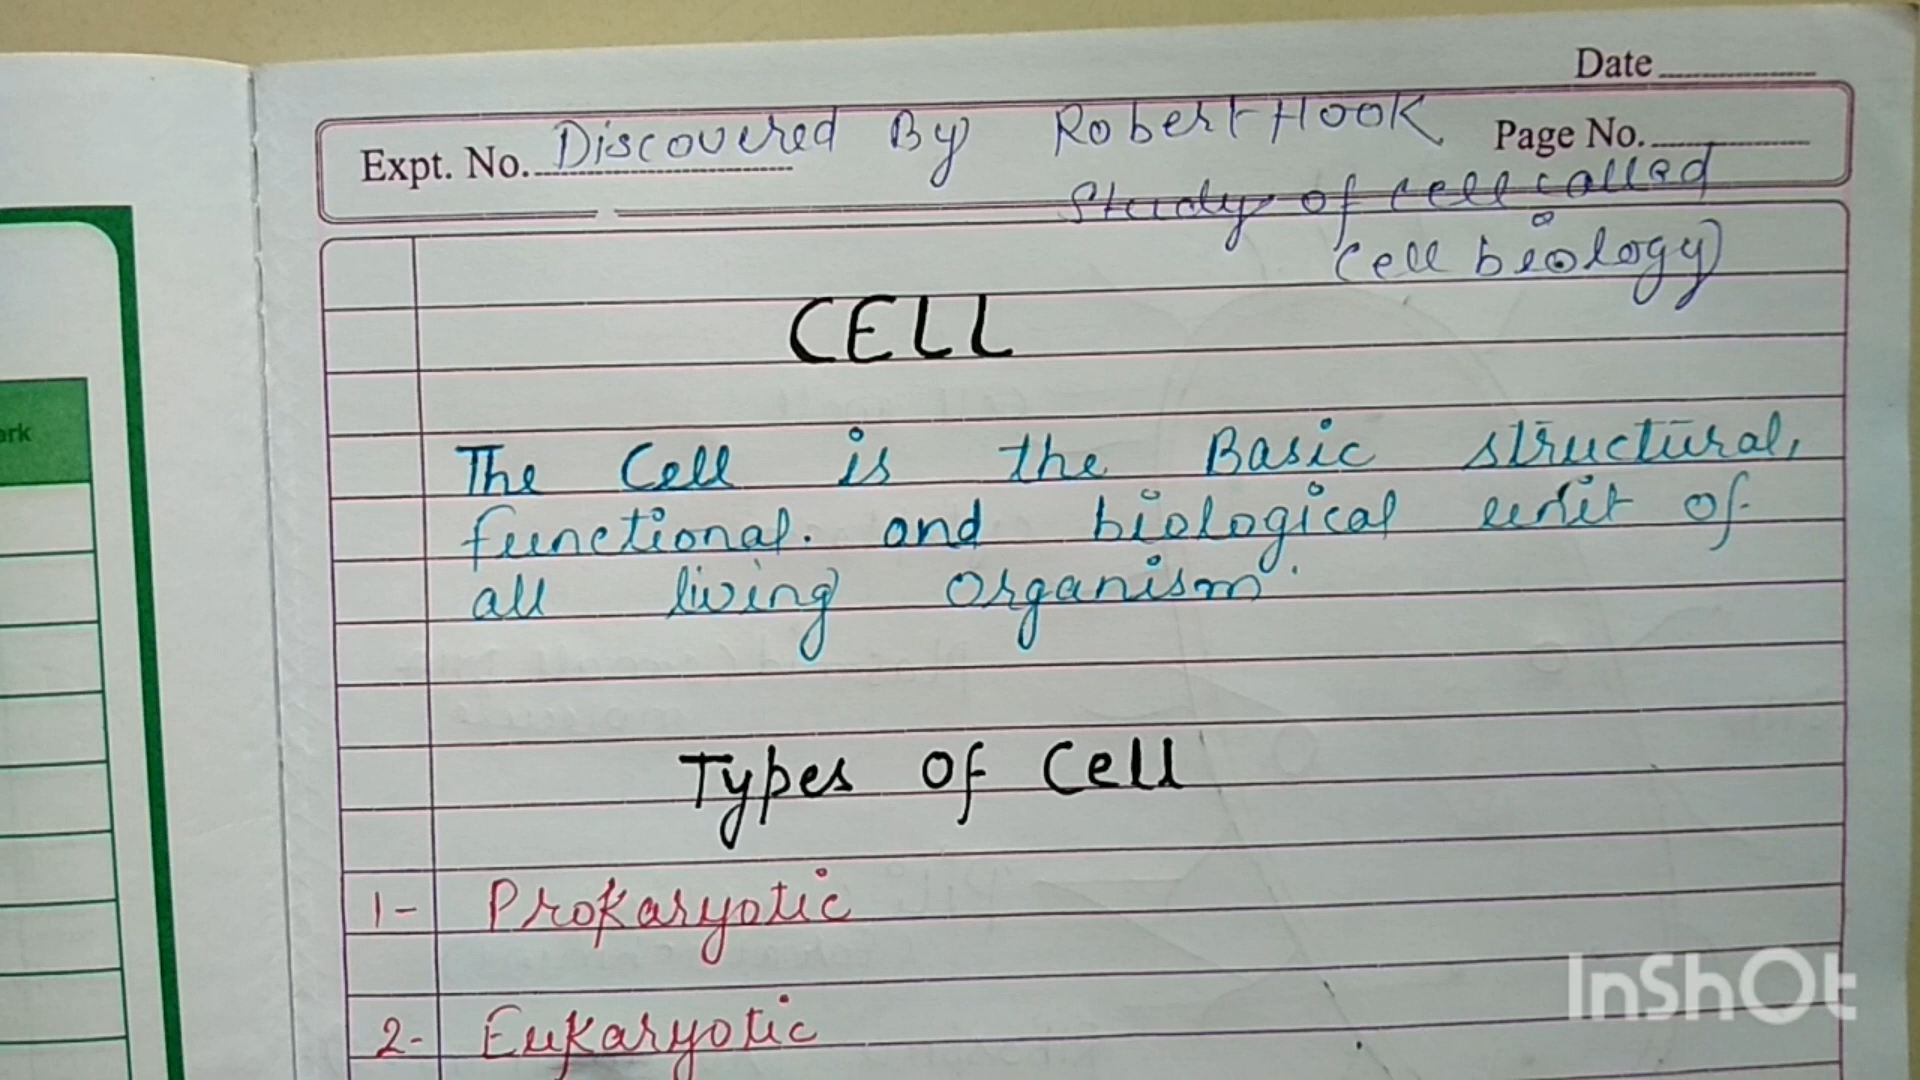 Date
Expt. No. Discovered By Robert Hook Page No.
Study of cell called
cell biology)
CELL
The Cell is the Basic structural,
functional. and biological unit of
all living organism.
Types of Cell
1- Prokaryotic
2- Eukaryotic
ark
InShOt